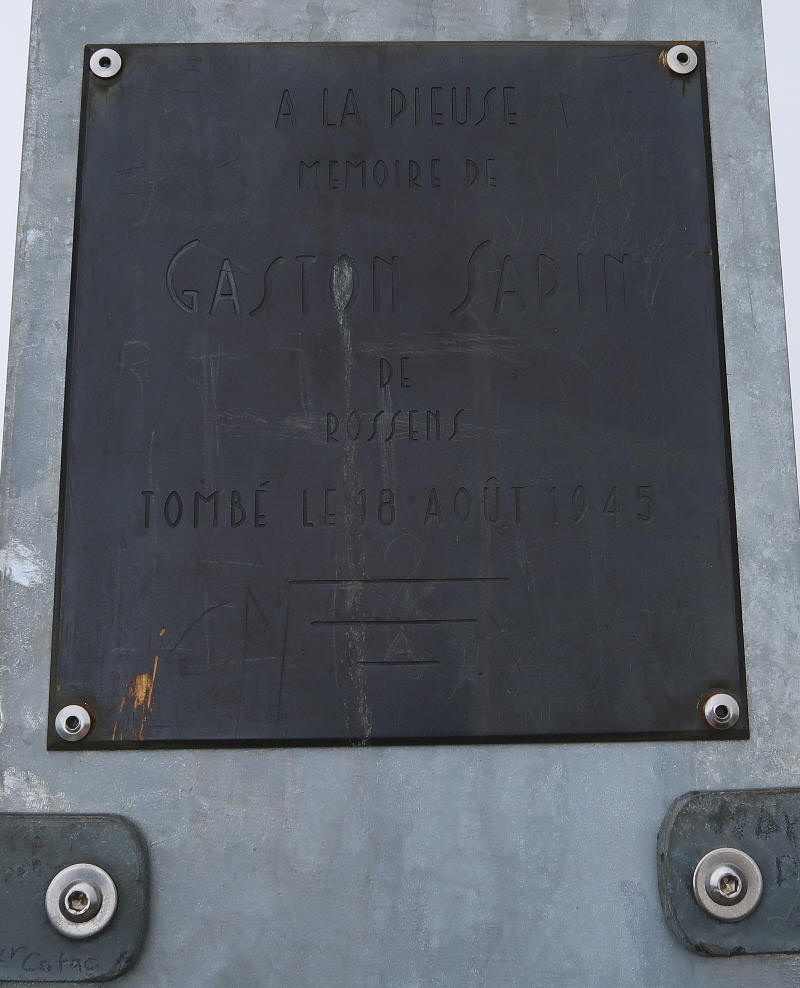 A LA PIEUSE
MEMOIRE DE
GASTON SAPIN
DE
ROSSENS
TOMBÉ LE 18 AOÛT 1945